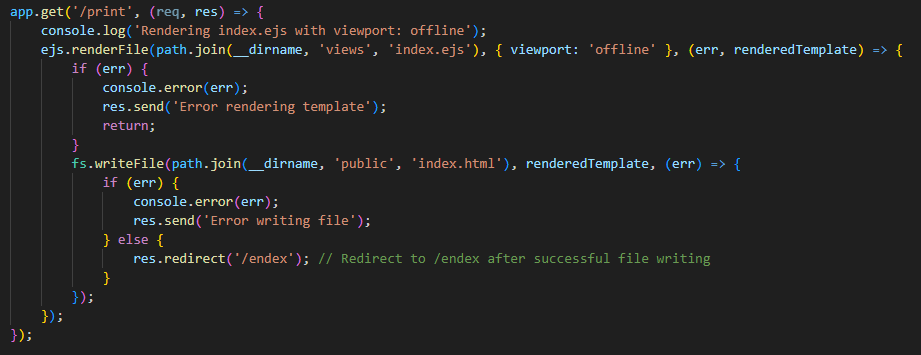 app.get('/print', (req, res) => {
    console.log('Rendering index.ejs with viewport: offline');
    ejs.renderFile(path.join(__dirname, 'views', 'index.ejs'), { viewport: 'offline' }, (err, renderedTemplate) => {
        if (err) {
            console.error(err);
            res.send('Error rendering template');
            return;
        }
        fs.writeFile(path.join(__dirname, 'public', 'index.html'), renderedTemplate, (err) => {
            if (err) {
                console.error(err);
                res.send('Error writing file');
            } else {
                res.redirect('/endex'); // Redirect to /endex after successful file writing
            }
        });
    });
});